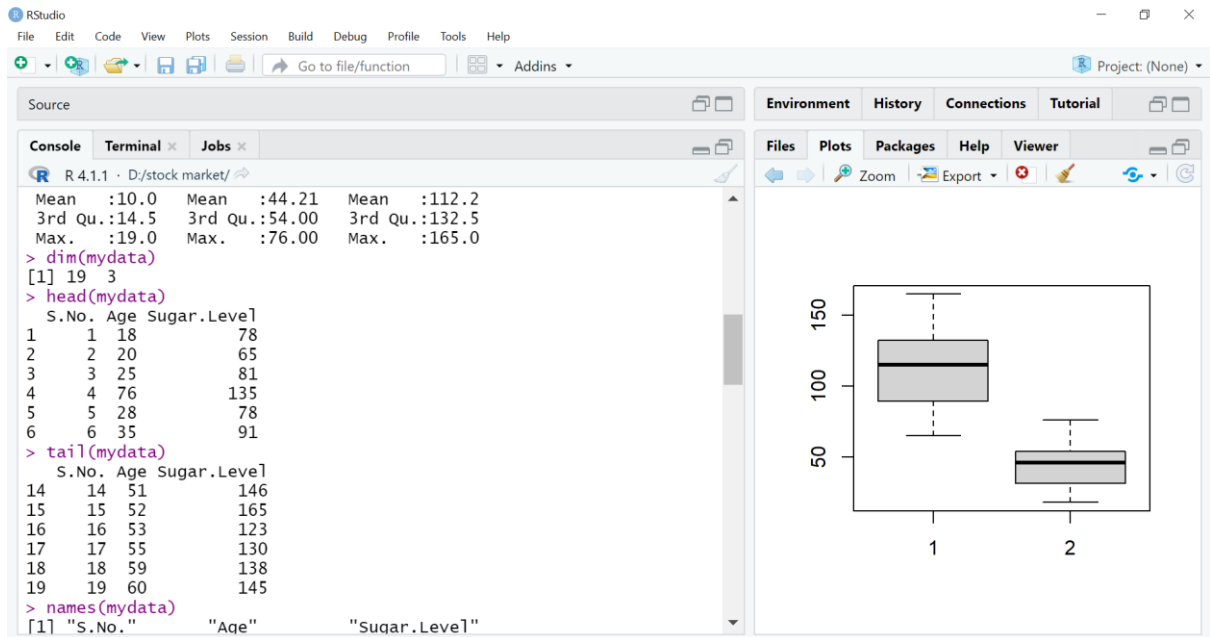 RStudio
File Edit Code View Plots Session Build Debug Profile Tools Help
Go to file/function Addins Project: (None)
Source
Console Terminal Jobs
R 4.1.1 · D:/stock market/
Mean :10.0 Mean :44.21 Mean :112.2
3rd Qu.:14.5 3rd Qu.:54.00 3rd Qu.:132.5
Max. :19.0 Max. :76.00 Max. :165.0
> dim(mydata)
[1] 19 3
> head(mydata)
S.No. Age Sugar.Level
1 1 18 78
2 2 20 65
3 3 25 81
4 4 76 135
5 5 28 78
6 6 35 91
> tail(mydata)
S.No. Age Sugar.Level
14 14 51 146
15 15 52 165
16 16 53 123
17 17 55 130
18 18 59 138
19 19 60 145
> names(mydata)
[1] "S.No." "Age" "Sugar.Level"
Environment History Connections Tutorial
Files Plots Packages Help Viewer
Zoom Export
150
100
50
1 2